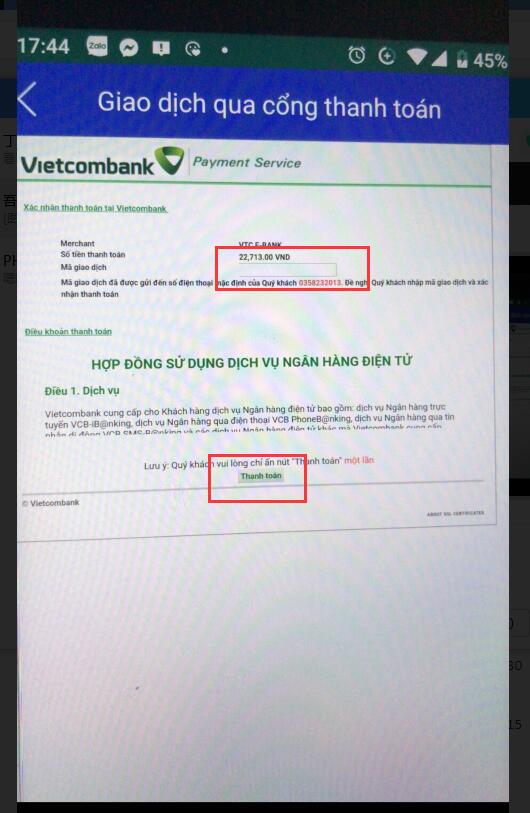 17:44 Zalo 45%
Giao dịch qua cổng thanh toán
Vietcombank Payment Service
Xác nhận thanh toán tại Vietcombank
Merchant VTC E-BANK
Số tiền thanh toán 22,713.00 VND
Mã giao dịch
Mã giao dịch đã được gửi đến số điện thoại mặc định của Quý khách 0358232013. Đề nghị Quý khách nhập mã giao dịch và xác
nhận thanh toán
Điều khoản thanh toán
HỢP ĐỒNG SỬ DỤNG DỊCH VỤ NGÂN HÀNG ĐIỆN TỬ
Điều 1. Dịch vụ
Vietcombank cung cấp cho Khách hàng dịch vụ Ngân hàng điện tử bao gồm: dịch vụ Ngân hàng trực
tuyến VCB-iB@nking, dịch vụ Ngân hàng qua điện thoại VCB PhoneB@nking, dịch vụ Ngân hàng qua tin
nhắn di động VCB SMS-B@nking và các dịch vụ Ngân hàng điện tử khác mà Vietcombank cung cấp
Lưu ý: Quý khách vui lòng chỉ ấn nút "Thanh toán" một lần
Thanh toán
© Vietcombank
ABOUT SSL CERTIFICATES